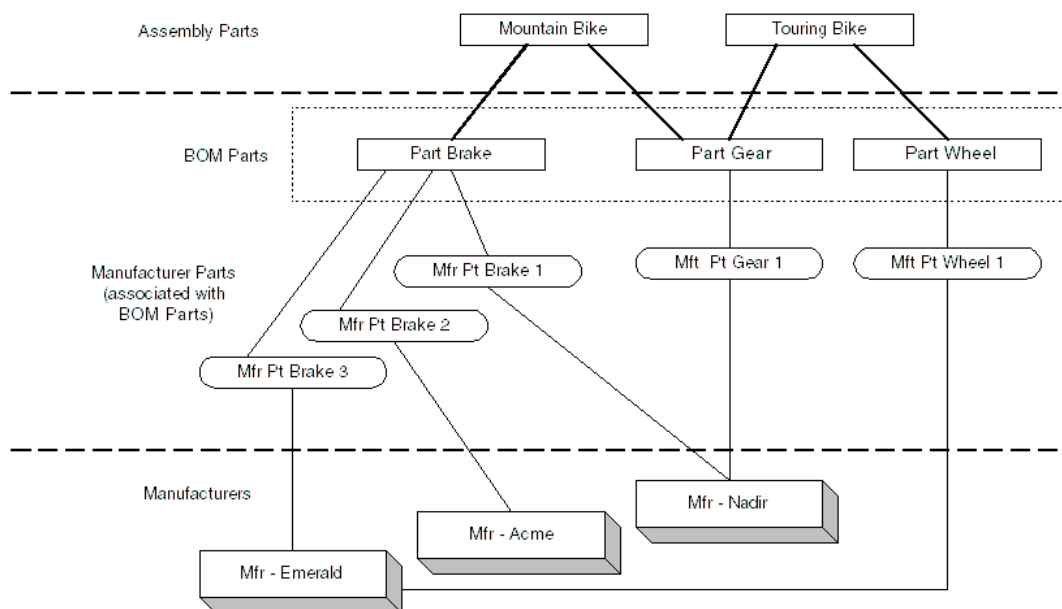 Assembly Parts
Mountain Bike
Touring Bike
BOM Parts
Part Brake
Part Gear
Part Wheel
Manufacturer Parts
(associated with
BOM Parts)
Mfr Pt Brake 1
Mft Pt Gear 1
Mft Pt Wheel 1
Mfr Pt Brake 2
Mfr Pt Brake 3
Manufacturers
Mfr - Nadir
Mfr - Acme
Mfr - Emerald